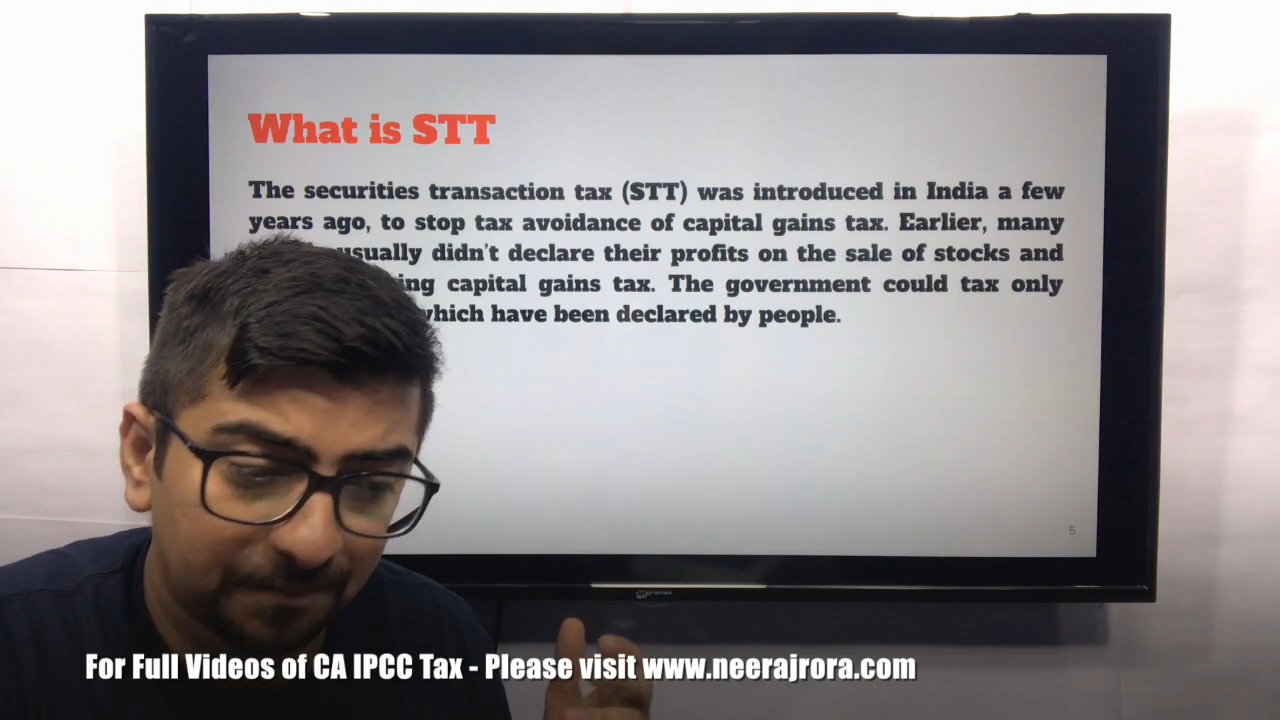 What is STT
The securities transaction tax (STT) was introduced in India a few
years ago, to stop tax avoidance of capital gains tax. Earlier, many
usually didn't declare their profits on the sale of stocks and
capital gains tax. The government could tax only
which have been declared by people.
5
For Full Videos of CA IPCC Tax - Please visit www.neerajrora.com